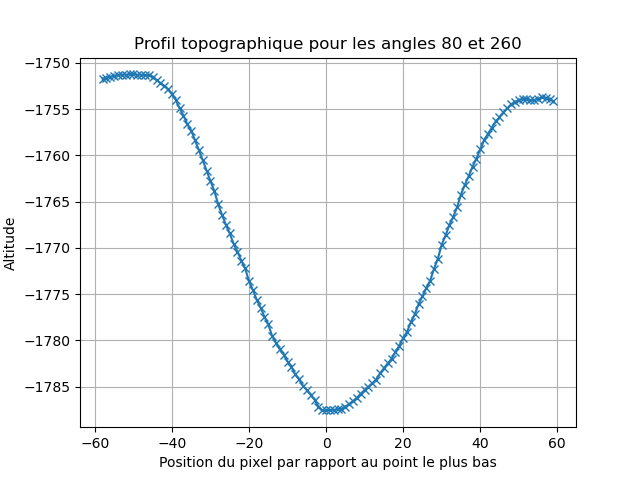 Profil topographique pour les angles 80 et 260
−1750
−1755
−1760
−1765
−1770
−1775
−1780
−1785
Altitude
−60 −40 −20 0 20 40 60
Position du pixel par rapport au point le plus bas